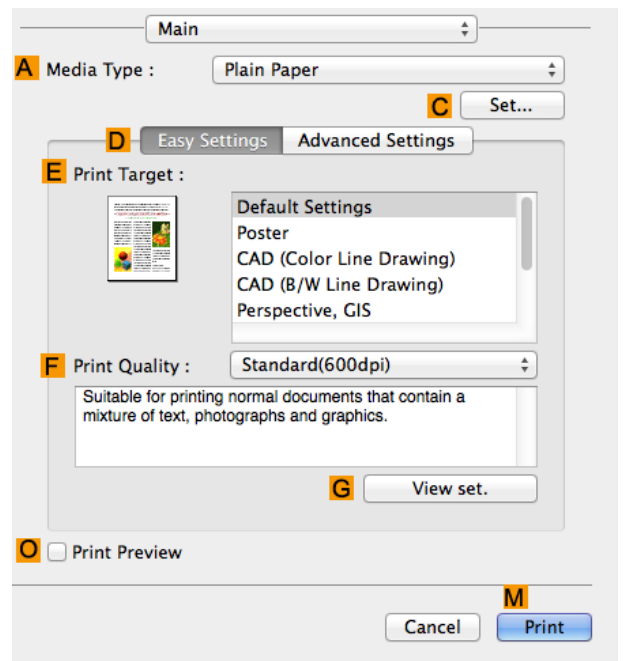 Main
A Media Type : Plain Paper
C Set...
D Easy Settings Advanced Settings
E Print Target :
Default Settings
Poster
CAD (Color Line Drawing)
CAD (B/W Line Drawing)
Perspective, GIS
F Print Quality : Standard(600dpi)
Suitable for printing normal documents that contain a
mixture of text, photographs and graphics.
G View set.
O Print Preview
M
Cancel Print